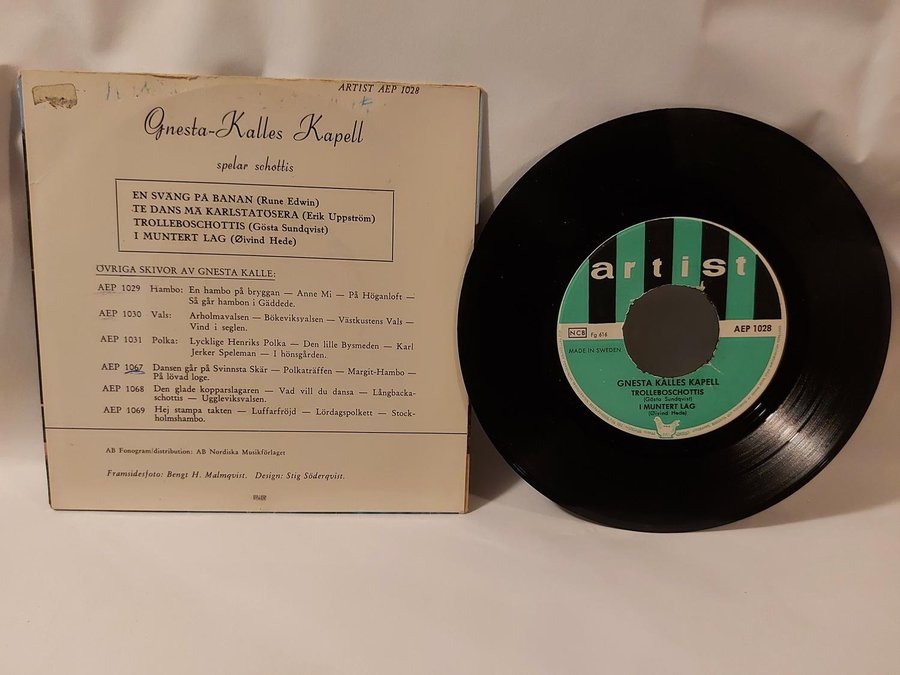 ARTIST AEP 1028
Gnesta-Kalles Kapell
spelar schottis
EN SVÄNG PÅ BANAN (Rune Edwin)
TE DANS MÄ KARLSTATÖSERA (Erik Uppström)
TROLLEBOSCHOTTIS (Gösta Sundqvist)
I MUNTERT LAG (Øivind Hede)
ÖVRIGA SKIVOR AV GNESTA KALLE:
AEP 1029 Hambo: En hambo på bryggan — Anne Mi — På Höganloft —
Så går hambon i Gäddede.
AEP 1030 Vals: Arholmavalsen — Bökeviksvalsen — Västkustens Vals —
Vind i seglen.
AEP 1031 Polka: Lycklige Henriks Polka — Den lille Bysmeden — Karl
Jerker Speleman — I hönsgården.
AEP 1067 Dansen går på Svinnsta Skär — Polkaträffen — Margit-Hambo —
På lövad loge.
AEP 1068 Den glade kopparslagaren — Vad vill du dansa — Långbacka-
schottis — Uggleviksvalsen.
AEP 1069 Hej stampa takten — Luffarfröjd — Lördagspolkett — Stock-
holmshambo.
AB Fonogram/distribution: AB Nordiska Musikförlaget
Framsidesfoto: Bengt H. Malmqvist. Design: Stig Söderqvist.
artist
NCB Fg 616
AEP 1028
MADE IN SWEDEN
GNESTA KALLES KAPELL
TROLLEBOSCHOTTIS
(Gösta Sundqvist)
I MUNTERT LAG
(Øivind Hede)